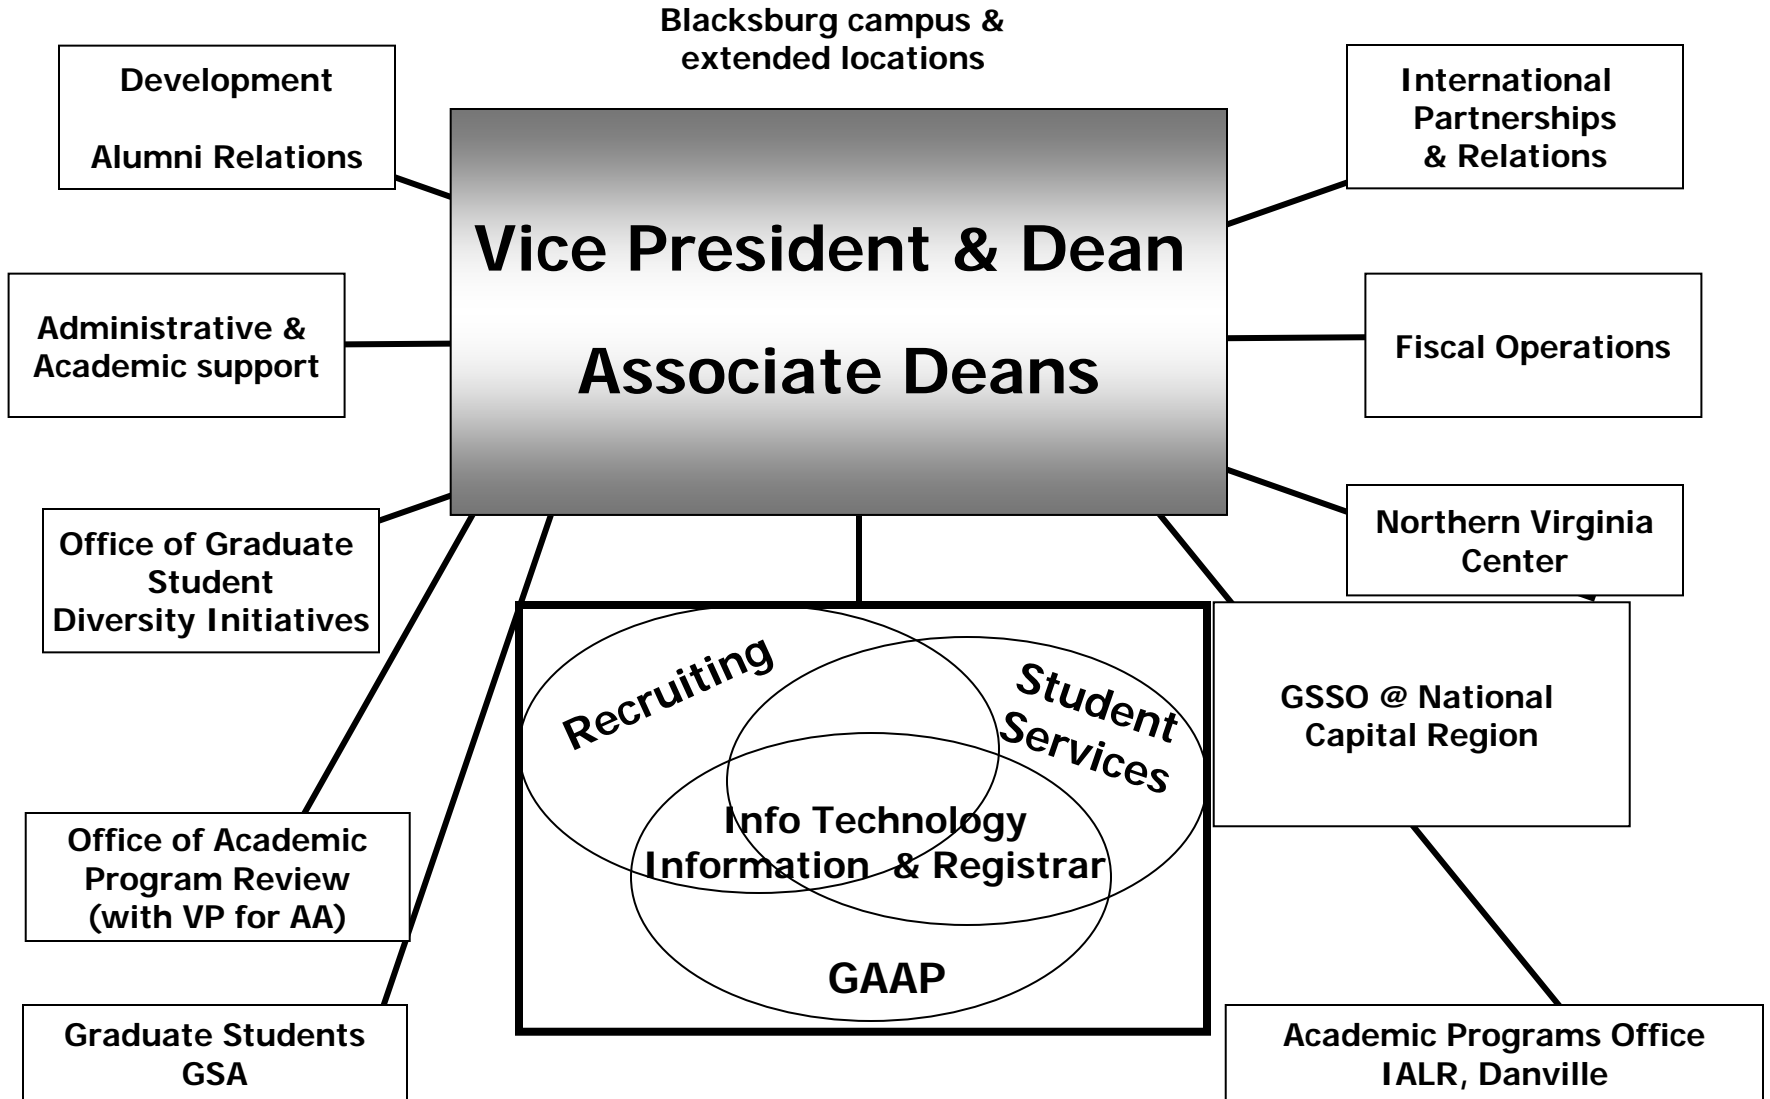 Blacksburg campus &
extended locations
Development
Alumni Relations
International
Partnerships
& Relations
Vice President & Dean
Associate Deans
Administrative &
Academic support
Fiscal Operations
Office of Graduate
Student
Diversity Initiatives
Northern Virginia
Center
Recruiting
Student
Services
GSSO @ National
Capital Region
Info Technology
Information & Registrar
Office of Academic
Program Review
(with VP for AA)
GAAP
Graduate Students
GSA
Academic Programs Office
IALR, Danville